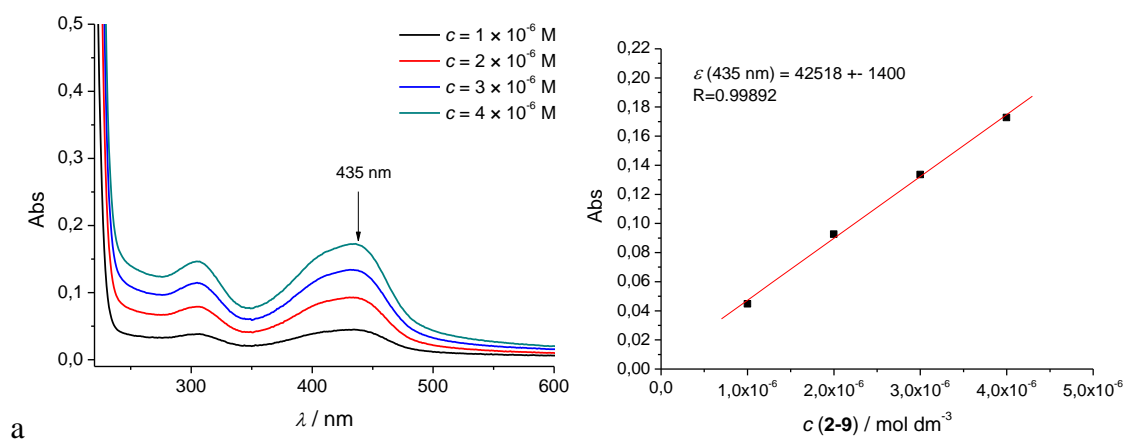 0,5
0,4
0,3
0,2
0,1
0,0
Abs
300
400
500
600
λ / nm
c = 1 × 10⁻⁶ M
c = 2 × 10⁻⁶ M
c = 3 × 10⁻⁶ M
c = 4 × 10⁻⁶ M
435 nm
a
0,22
0,20
0,18
0,16
0,14
0,12
0,10
0,08
0,06
0,04
0,02
0,00
Abs
ε (435 nm) = 42518 +- 1400
R=0.99892
0,0
1,0x10⁻⁶
2,0x10⁻⁶
3,0x10⁻⁶
4,0x10⁻⁶
5,0x10⁻⁶
c (2-9) / mol dm⁻³